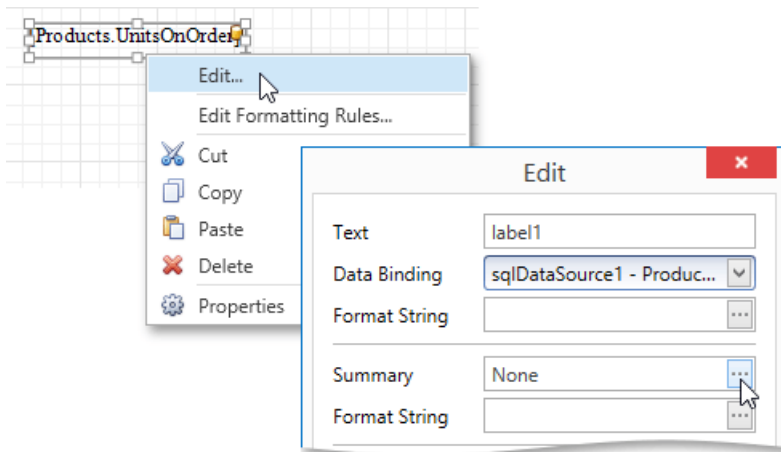 Products.UnitsOnOrder]
Edit...
Edit Formatting Rules...
Cut
Copy
Paste
Delete
Properties
Edit
Text
label1
Data Binding
sqlDataSource1 - Produc...
Format String
...
Summary
None
...
Format String
...